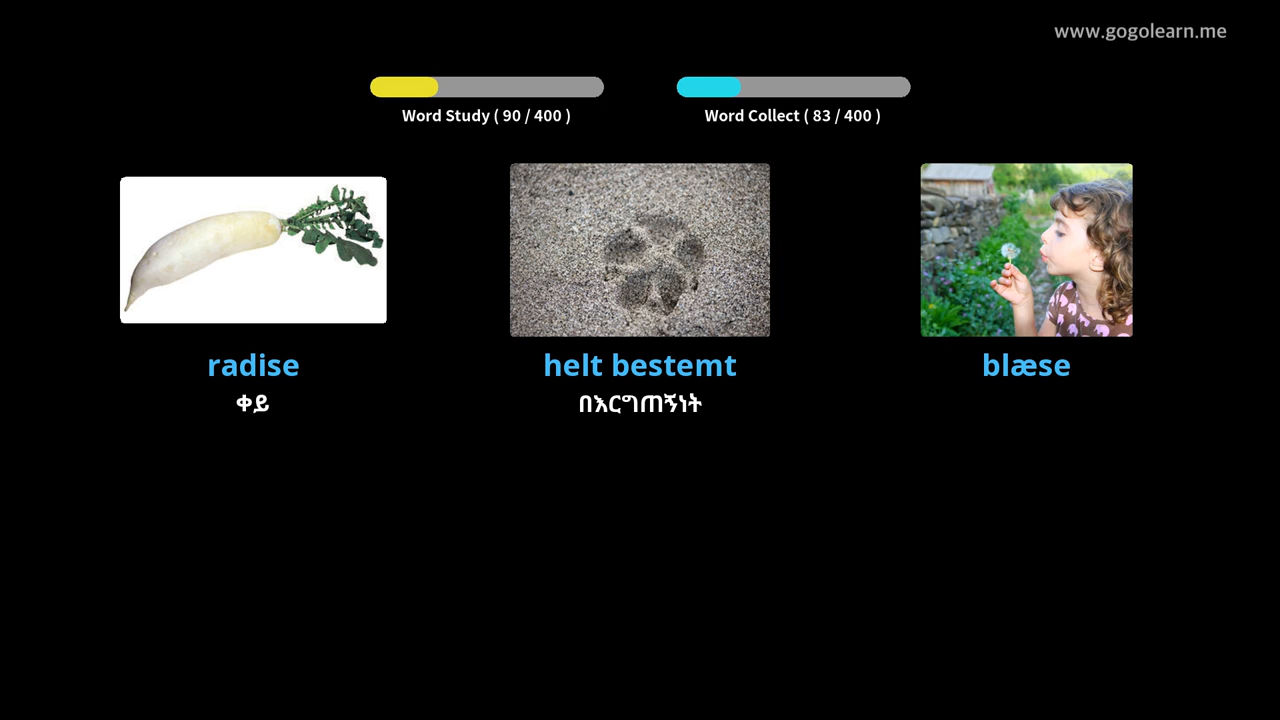 www.gogolearn.me
Word Study ( 90 / 400 )
Word Collect ( 83 / 400 )
radise
ቀይ
helt bestemt
በእርግጠኝነት
blæse